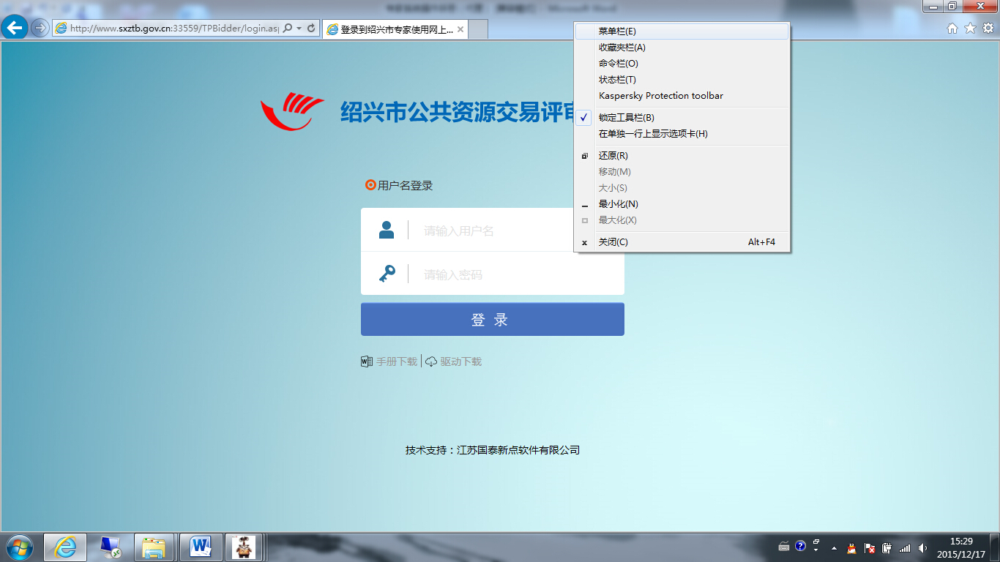 http://www.sxztb.gov.cn:33559/TPBidder/login.as
登录到绍兴市专家使用网上...
菜单栏(E)
收藏夹栏(A)
命令栏(O)
状态栏(T)
Kaspersky Protection toolbar
锁定工具栏(B)
在单独一行上显示选项卡(H)
还原(R)
移动(M)
大小(S)
最小化(N)
最大化(X)
关闭(C) Alt+F4
绍兴市公共资源交易评
用户名登录
请输入用户名
请输入密码
登 录
手册下载 驱动下载
技术支持：江苏国泰新点软件有限公司
15:29
2015/12/17